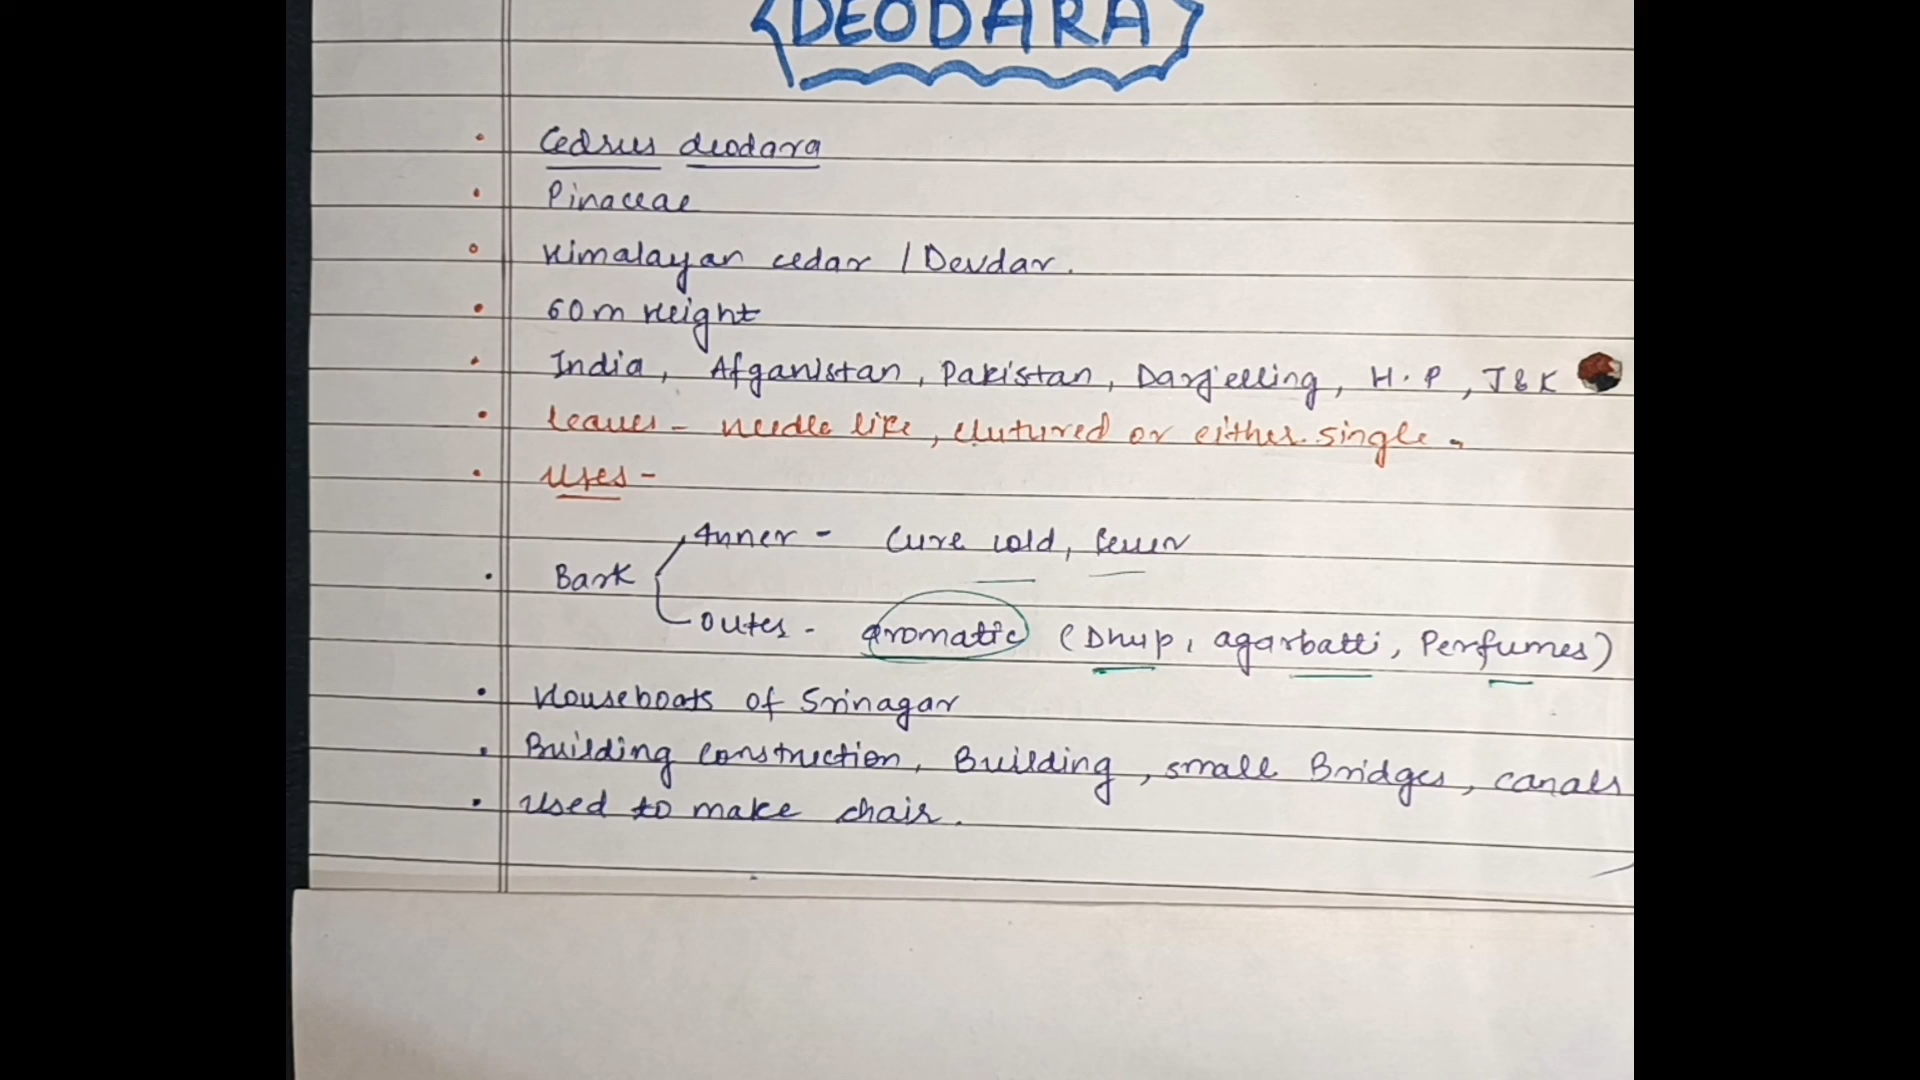 DEODARA
• Cedrus deodara
• Pinaceae
• Himalayan cedar / Devdar.
• 60m Height
• India, Afganistan, Pakistan, Darjelling, H.P, J&K
• leaves - needle like, clutured or either single.
• Uses -
Inner - Cure cold, fever
• Bark
Outer - aromatic (Dhup, agarbatti, Perfumes)
• Houseboats of Srinagar
• Building construction, Building, small Bridges, canals
• Used to make chair.